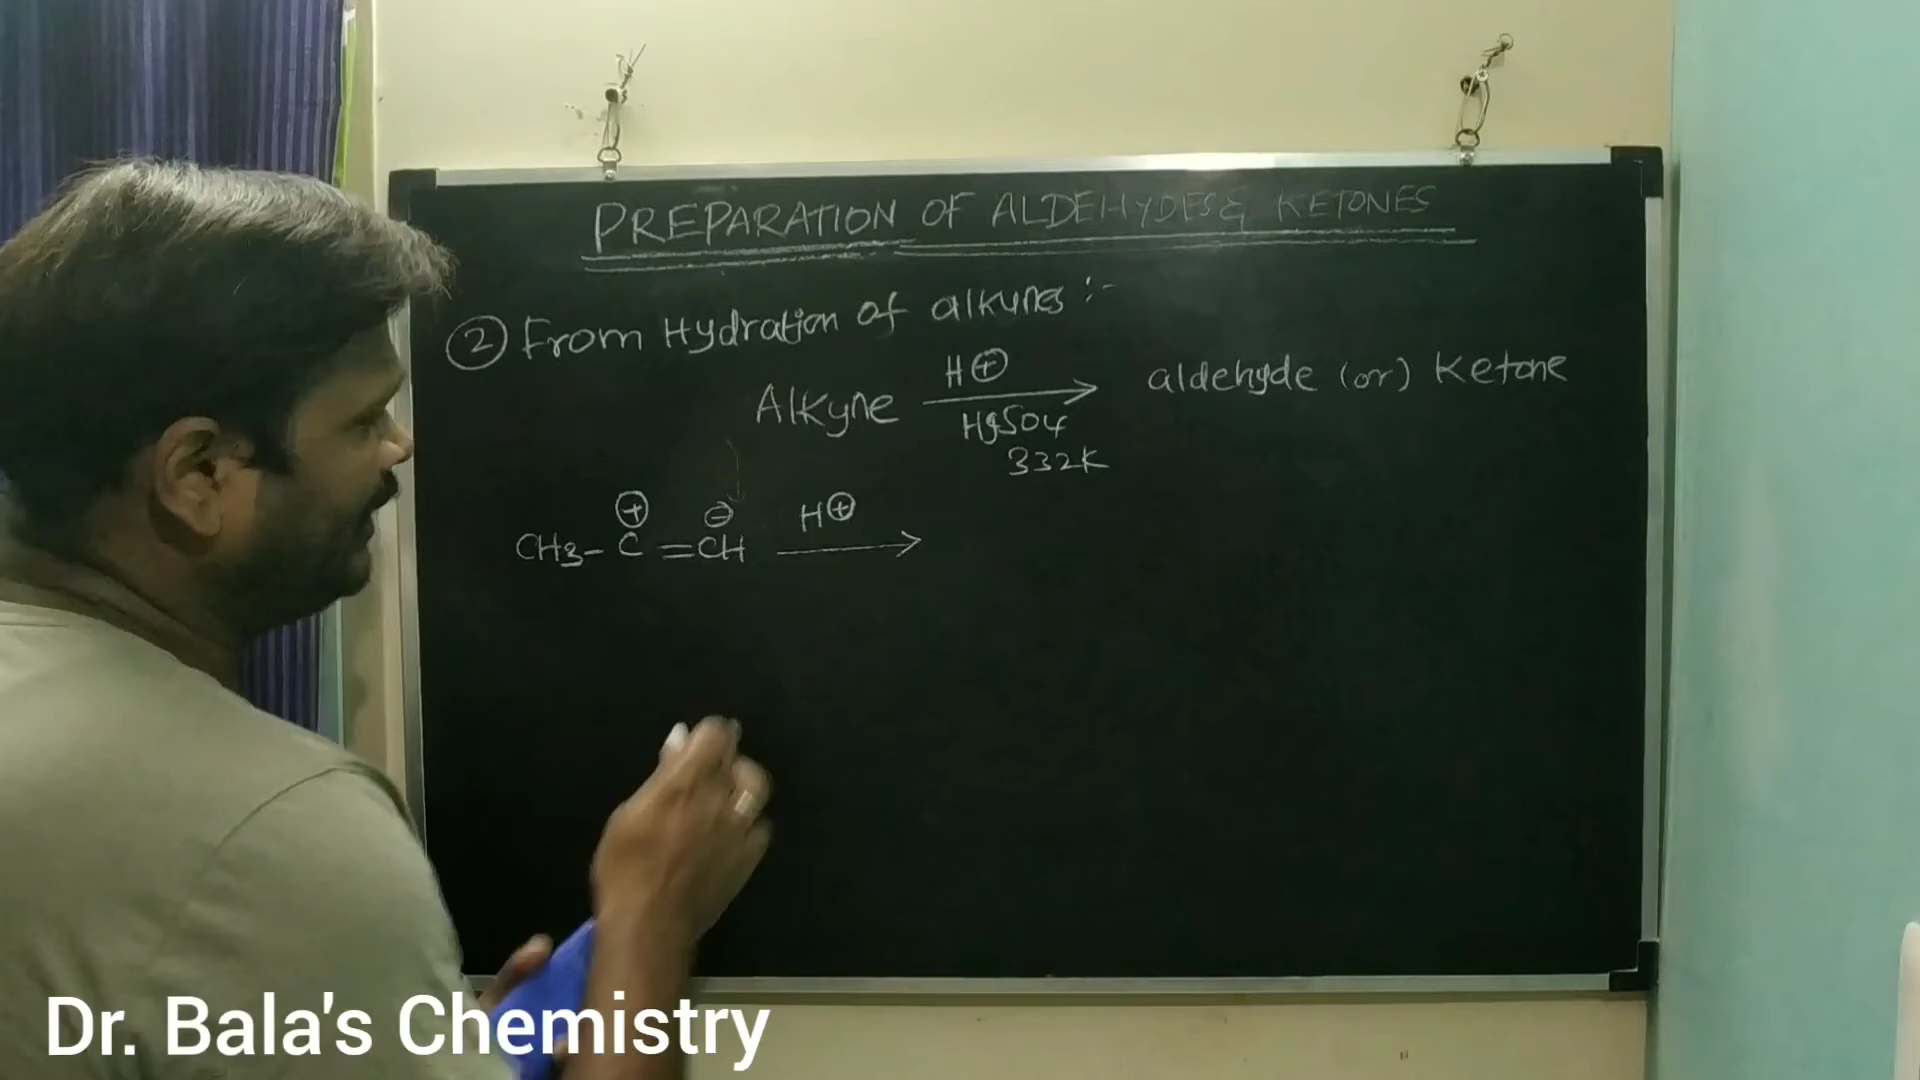 PREPARATION OF ALDEHYDES & KETONES
② From Hydration of alkynes :-
H⊕
Alkyne ⟶ aldehyde (or) Ketone
HgSO4
332K
⊕ ⊖ H⊕
CH3- C =CH ⟶
Dr. Bala's Chemistry